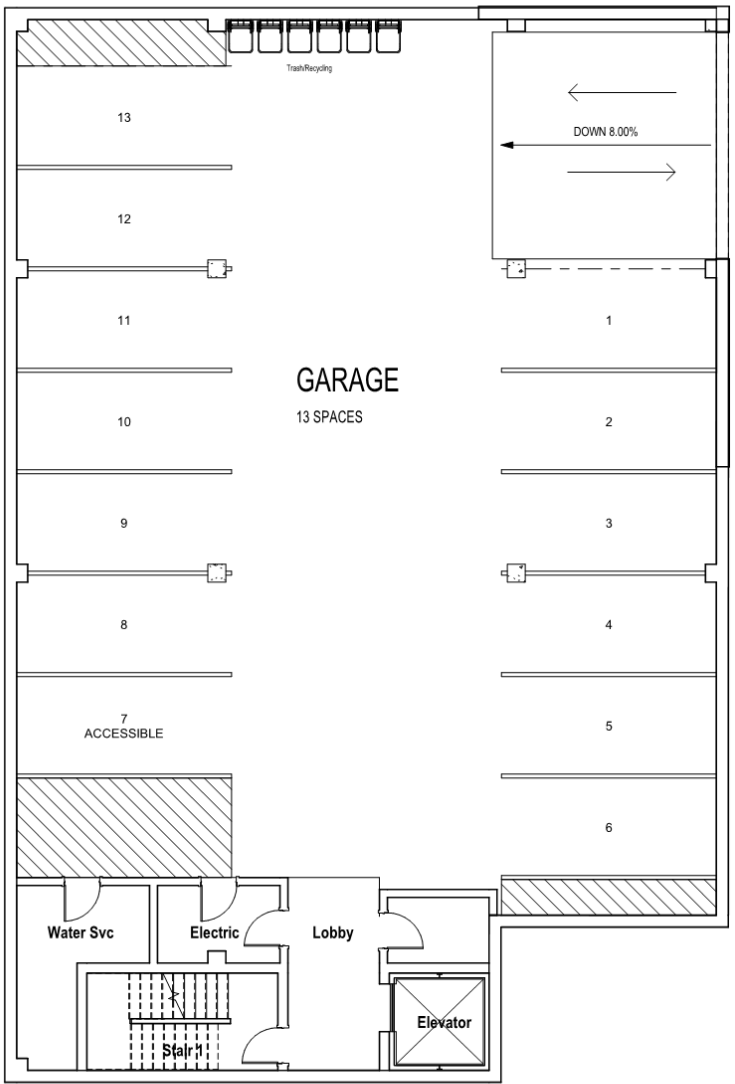 Trash/Recycling
13
DOWN 8.00%
12
11
1
GARAGE
13 SPACES
10
2
9
3
8
4
7
ACCESSIBLE
5
6
Water Svc
Electric
Lobby
Elevator
Stair 1